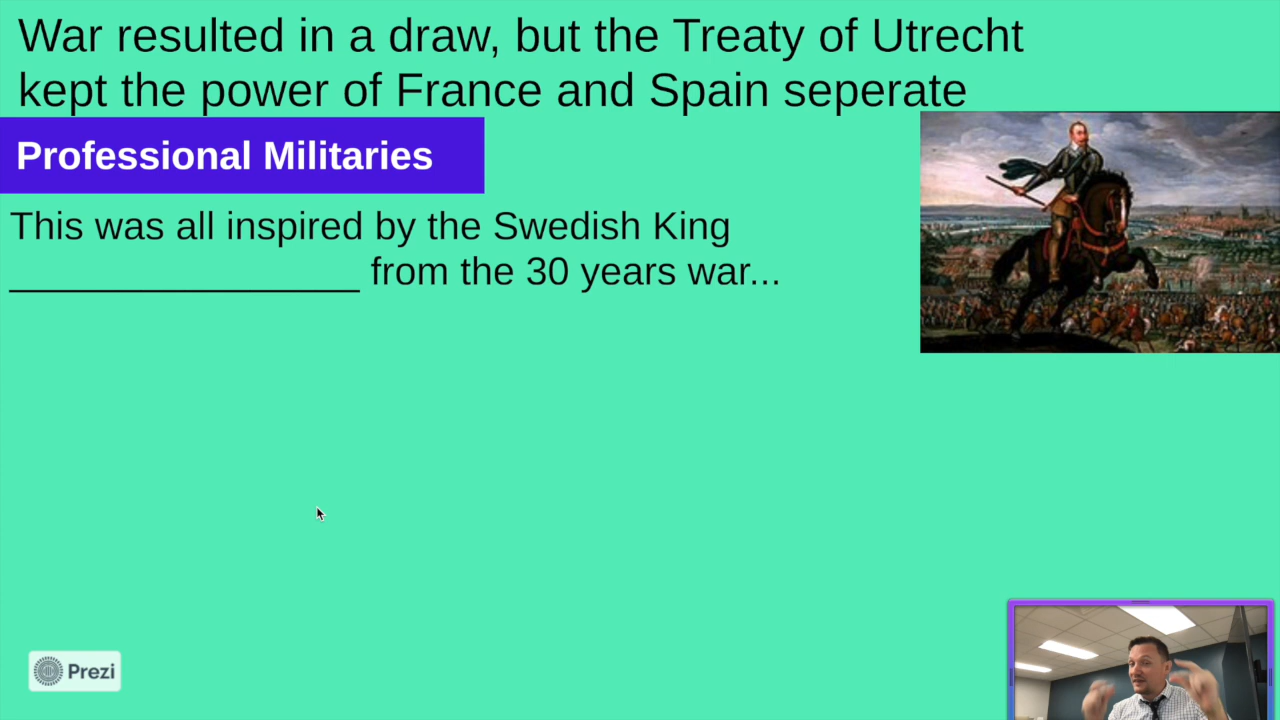 War resulted in a draw, but the Treaty of Utrecht
kept the power of France and Spain seperate
Professional Militaries
This was all inspired by the Swedish King
________________ from the 30 years war...
Prezi